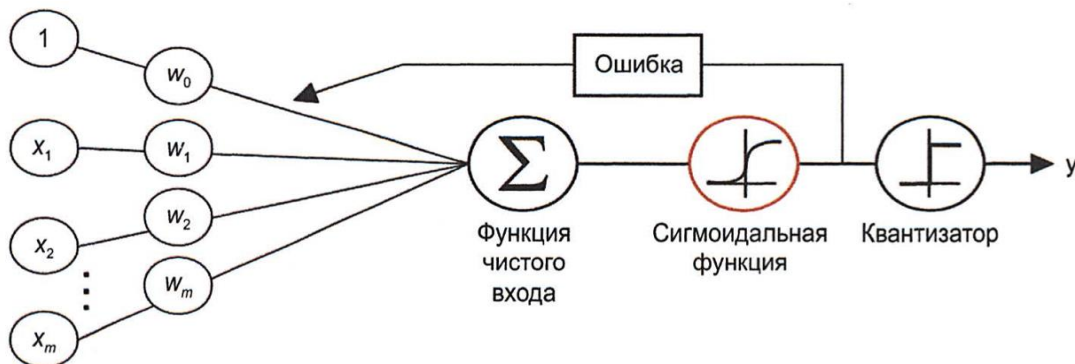 1
w₀
Ошибка
x₁
w₁
Σ
y
x₂
w₂
Функция
чистого
входа
Сигмоидальная
функция
Квантизатор
⋮
wₘ
xₘ